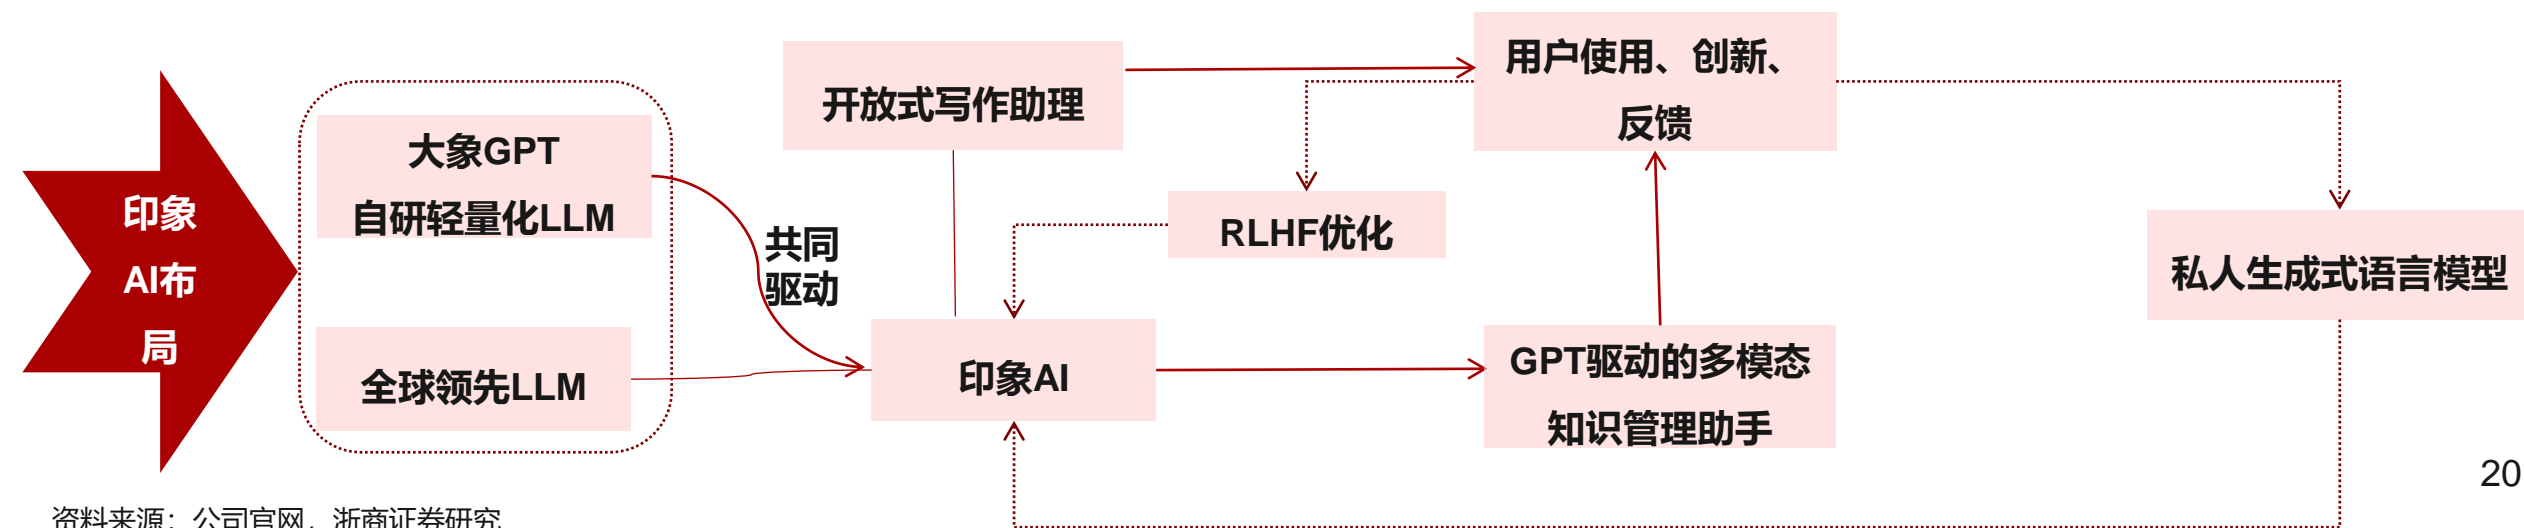 印象
AI布
局
大象GPT
自研轻量化LLM
全球领先LLM
共同
驱动
开放式写作助理
印象AI
RLHF优化
用户使用、创新、
反馈
GPT驱动的多模态
知识管理助手
私人生成式语言模型
20
资料来源：公司官网，浙商证券研究